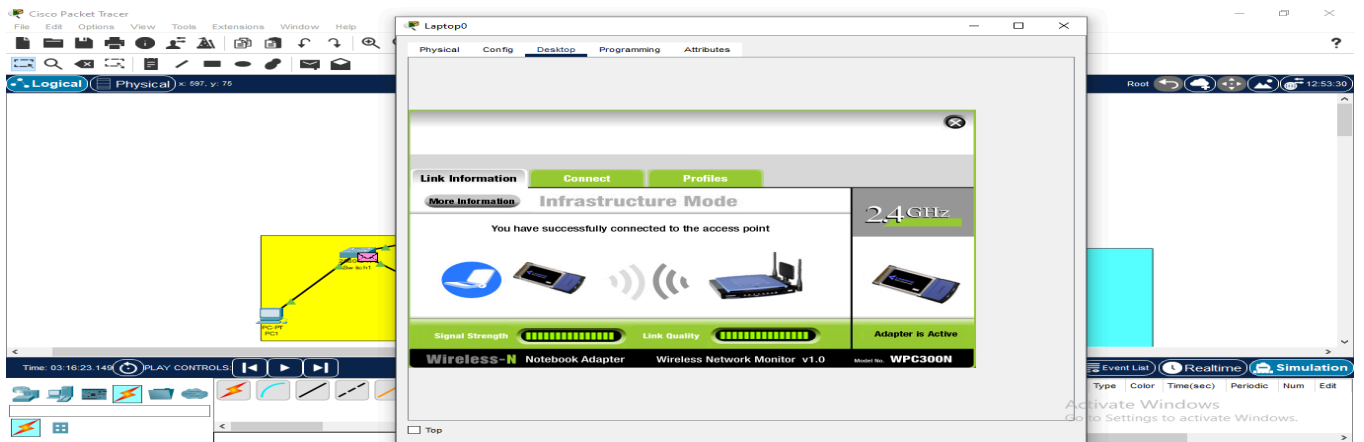 Cisco Packet Tracer
File Edit Options View Tools Extensions Window Help
?
Logical Physical x: 597, y: 75
Root 12:53:30
Laptop0
Physical Config Desktop Programming Attributes
Link Information Connect Profiles
More Information Infrastructure Mode
2.4GHz
You have successfully connected to the access point
Signal Strength Link Quality Adapter is Active
Wireless-N Notebook Adapter Wireless Network Monitor v1.0 Model No. WPC300N
PC-PT
PC1
Time: 03:16:23.149 PLAY CONTROLS:
Event List Realtime Simulation
Type Color Time(sec) Periodic Num Edit
Activate Windows
Go to Settings to activate Windows.
Top